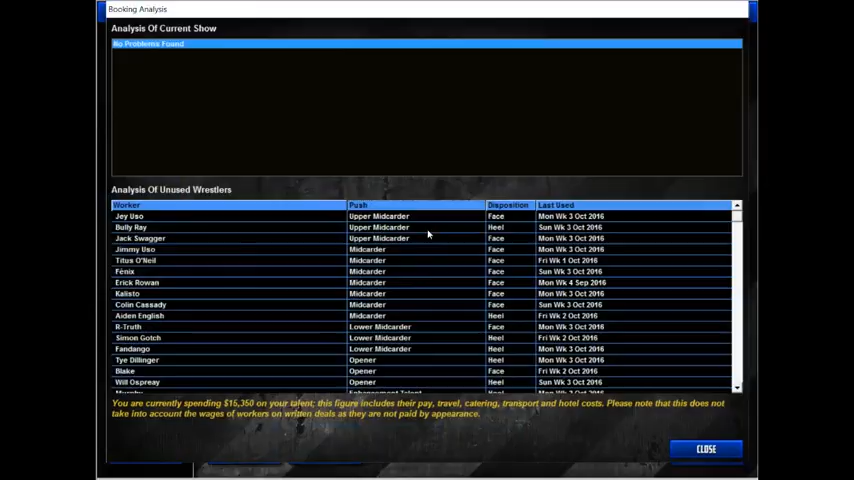 Booking Analysis
Analysis Of Current Show
No Problems Found
Analysis Of Unused Wrestlers
Worker Push Disposition Last Used
Jey Uso Upper Midcarder Face Mon Wk 3 Oct 2016
Bully Ray Upper Midcarder Heel Sun Wk 3 Oct 2016
Jack Swagger Upper Midcarder Face Mon Wk 3 Oct 2016
Jimmy Uso Midcarder Face Mon Wk 3 Oct 2016
Titus O'Neil Midcarder Face Fri Wk 1 Oct 2016
Fénix Midcarder Face Sun Wk 3 Oct 2016
Erick Rowan Midcarder Face Mon Wk 4 Sep 2016
Kalisto Midcarder Face Mon Wk 3 Oct 2016
Colin Cassady Midcarder Face Sun Wk 3 Oct 2016
Aiden English Midcarder Heel Fri Wk 2 Oct 2016
R-Truth Lower Midcarder Face Mon Wk 3 Oct 2016
Simon Gotch Lower Midcarder Heel Fri Wk 2 Oct 2016
Fandango Lower Midcarder Heel Mon Wk 3 Oct 2016
Tye Dillinger Opener Heel Mon Wk 3 Oct 2016
Blake Opener Face Fri Wk 2 Oct 2016
Will Ospreay Opener Heel Sun Wk 3 Oct 2016
Murphy Enhancement Talent
You are currently spending $15,350 on your talent; this figure includes their pay, travel, catering, transport and hotel costs. Please note that this does not
take into account the wages of workers on written deals as they are not paid by appearance.
CLOSE